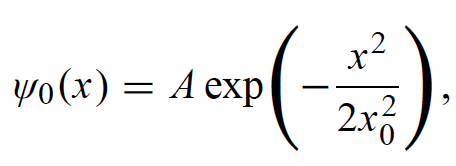 ψ₀(x) = A exp(−x²/2x₀²),